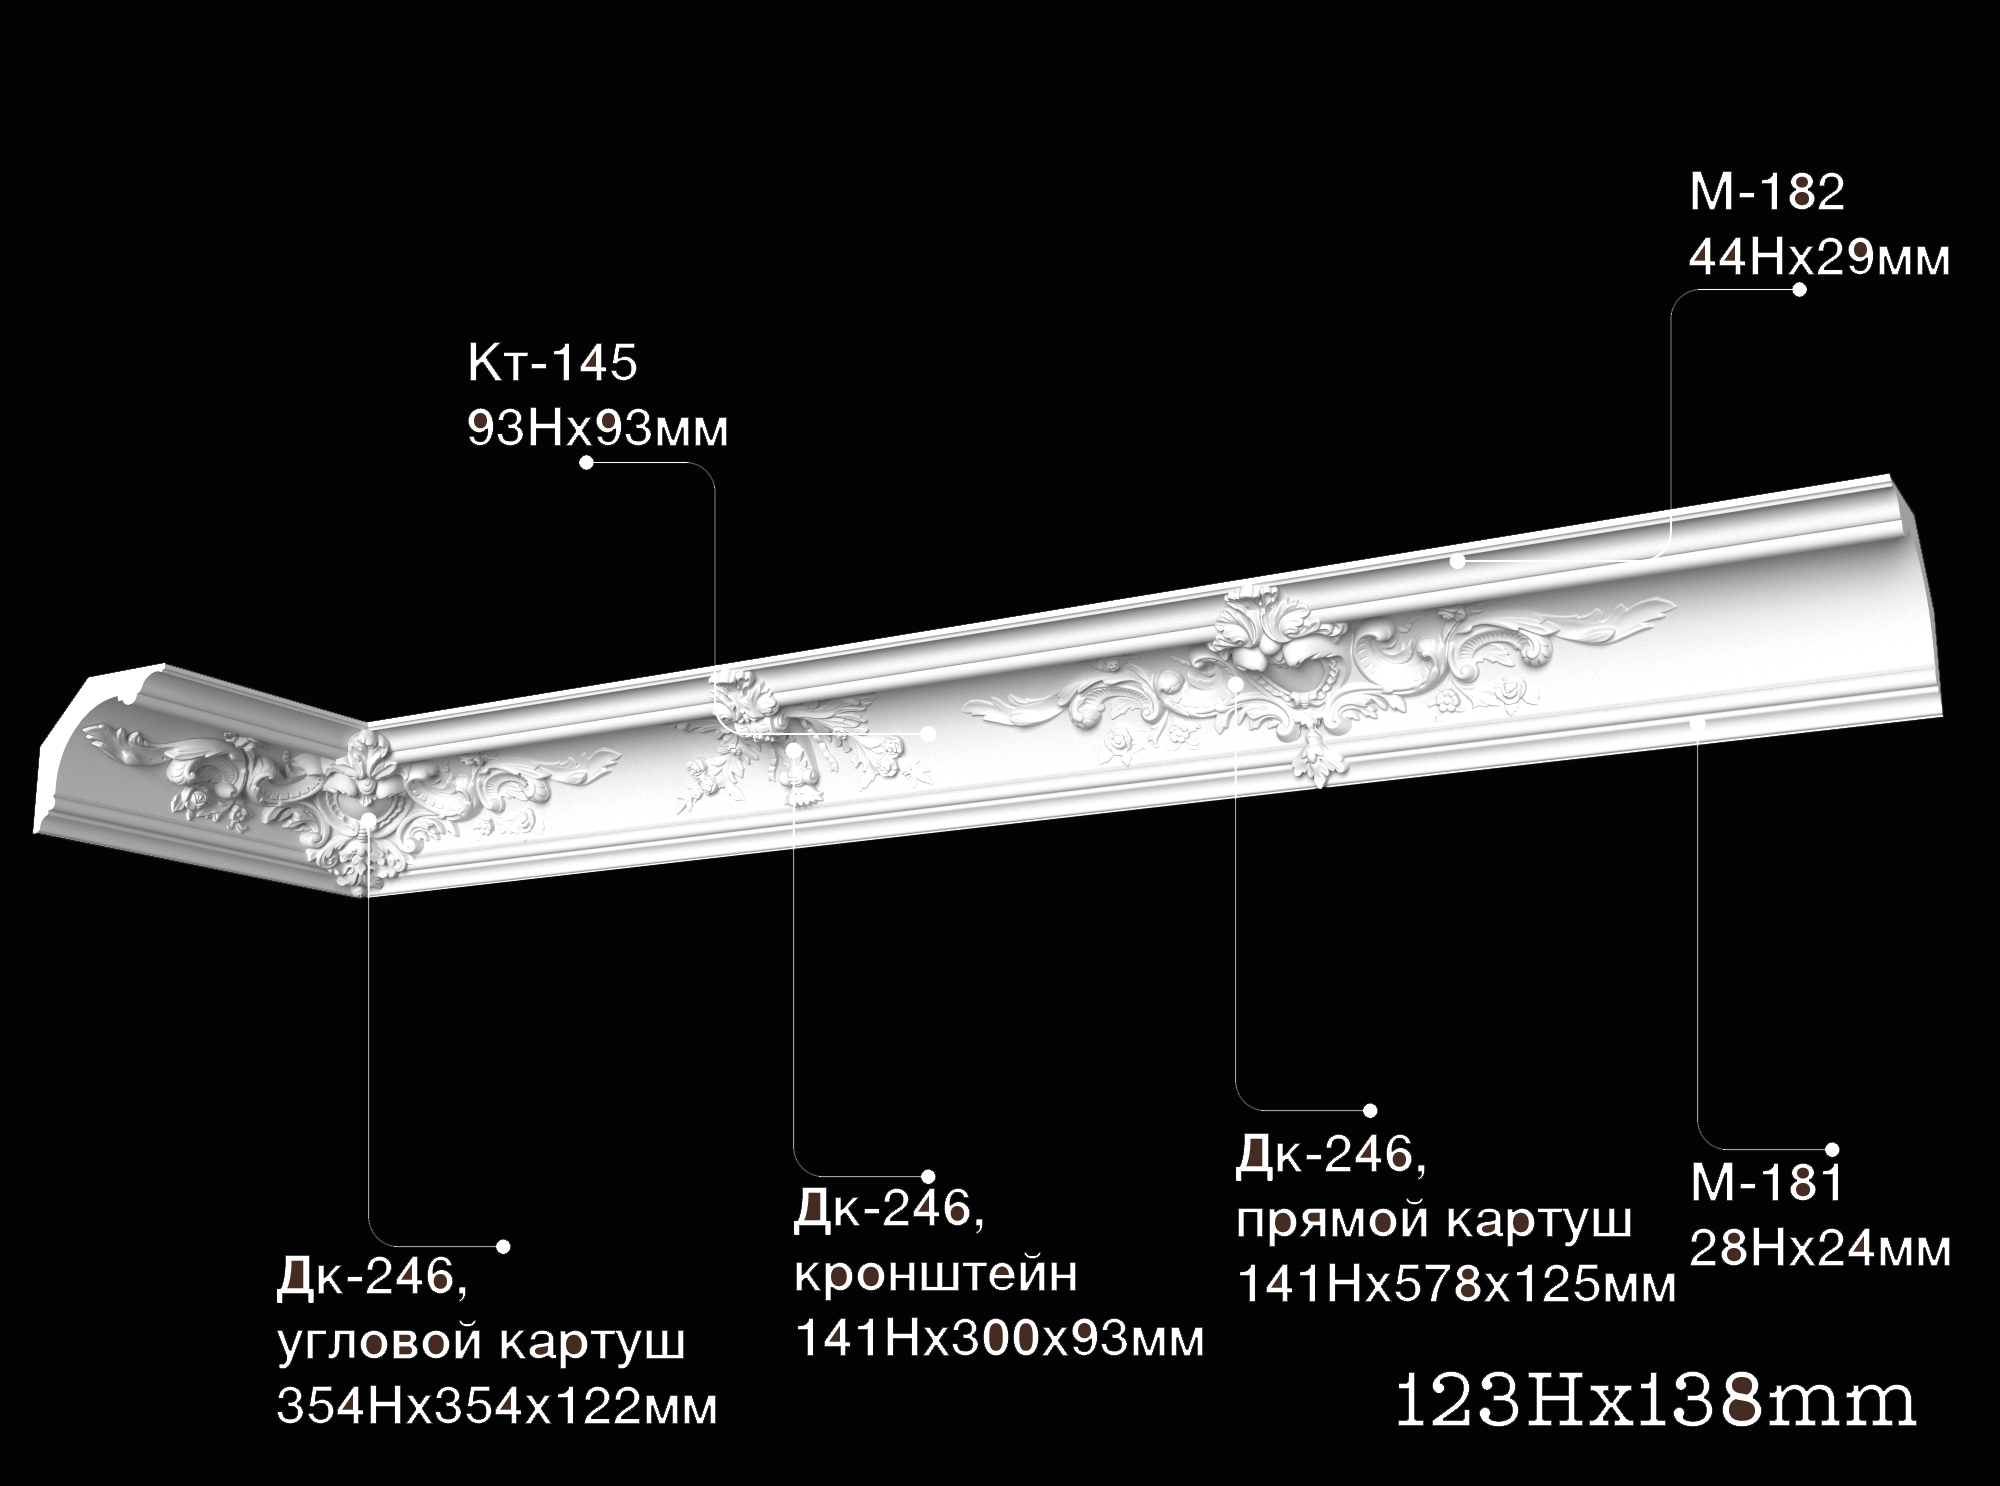 М-182
44Нх29мм
Кт-145
93Нх93мм
Дк-246,
угловой картуш
354Нх354х122мм
Дк-246,
кронштейн
141Нх300х93мм
Дк-246,
прямой картуш
141Нх578х125мм
М-181
28Нх24мм
123Hx138mm